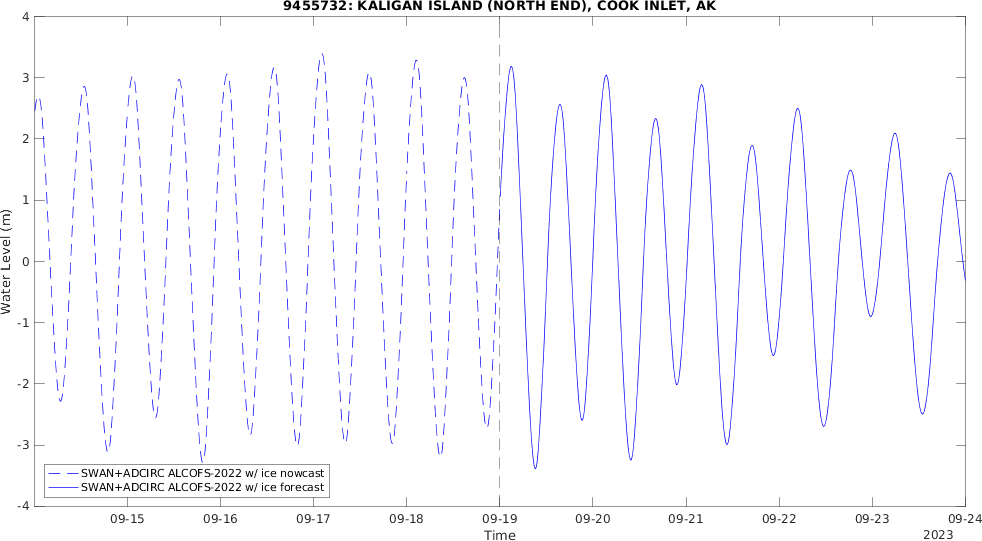 9455732: KALIGAN ISLAND (NORTH END), COOK INLET, AK
4
3
2
1
0
-1
-2
-3
-4
Water Level (m)
SWAN+ADCIRC ALCOFS-2022 w/ ice nowcast
SWAN+ADCIRC ALCOFS-2022 w/ ice forecast
09-15 09-16 09-17 09-18 09-19 09-20 09-21 09-22 09-23 09-24
Time
2023